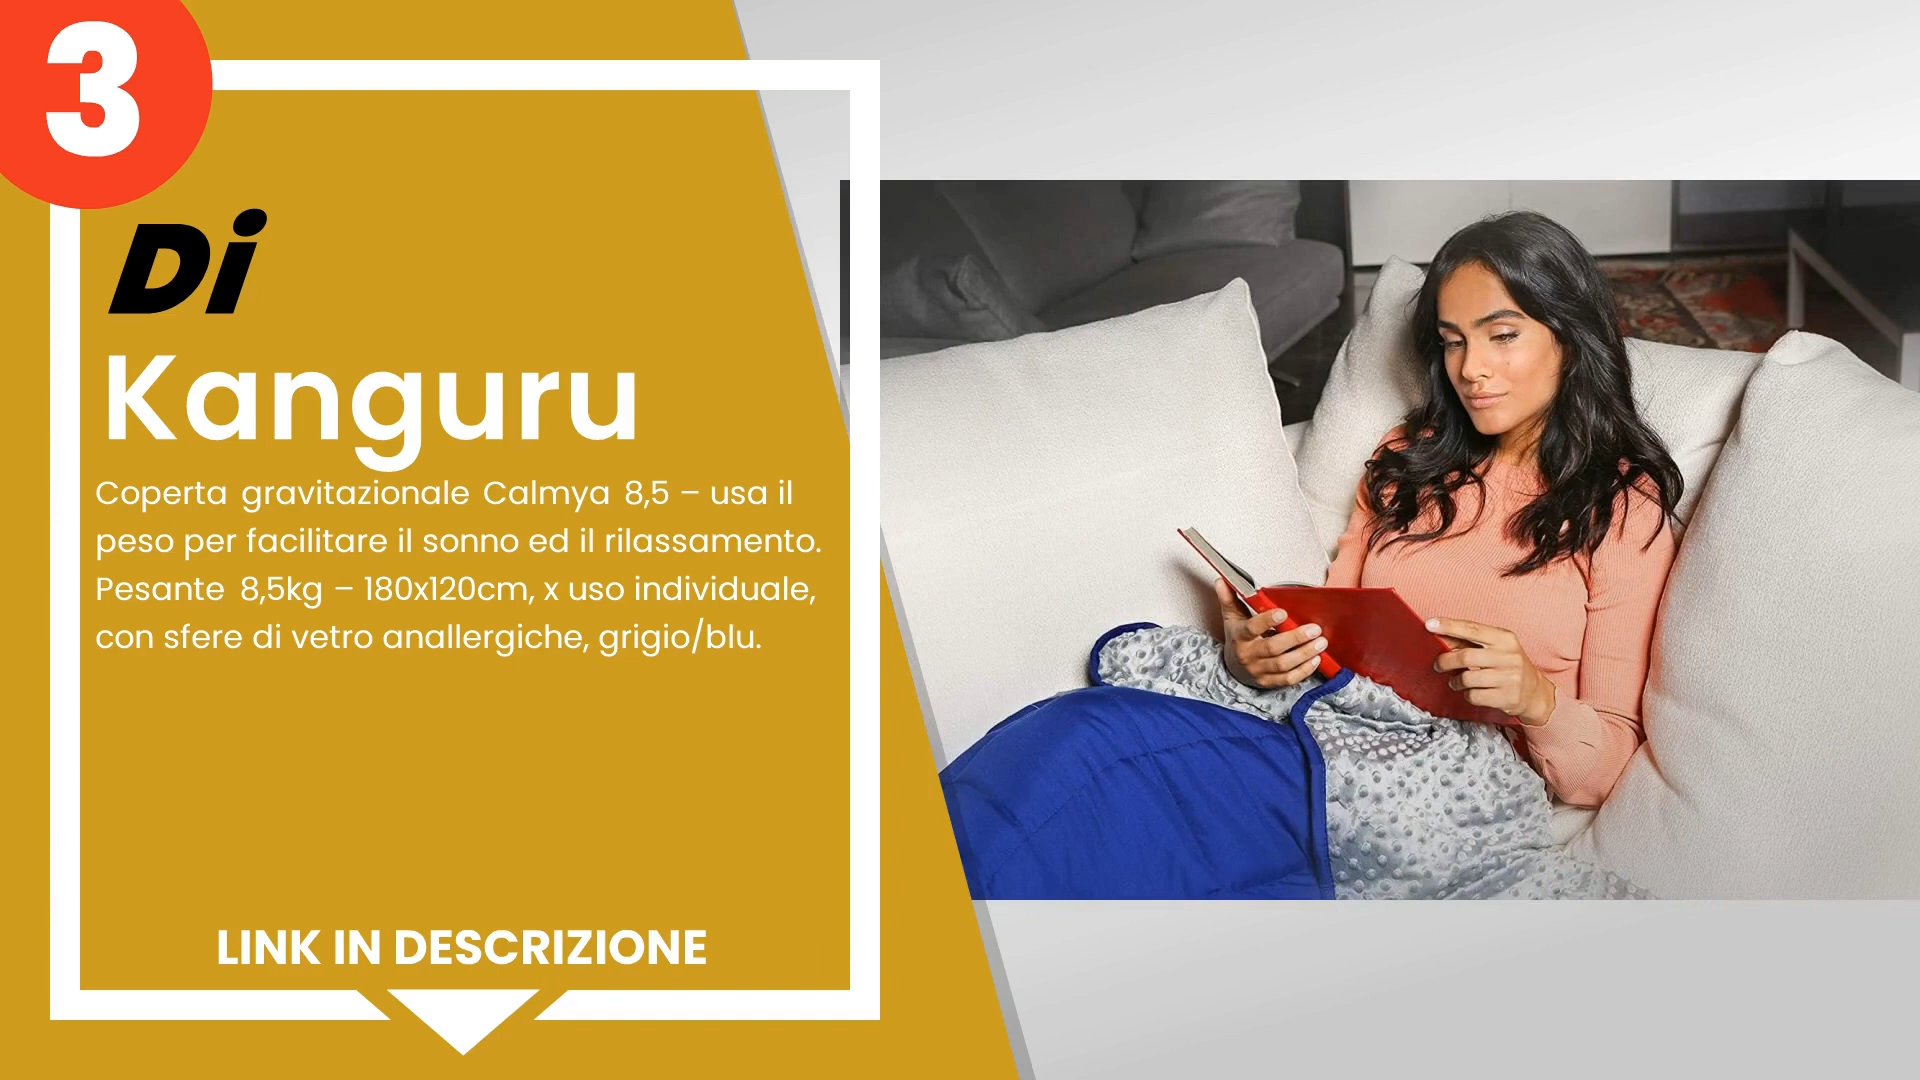 3
Di
Kanguru
Coperta gravitazionale Calmya 8,5 – usa il
peso per facilitare il sonno ed il rilassamento.
Pesante 8,5kg – 180x120cm, x uso individuale,
con sfere di vetro anallergiche, grigio/blu.
LINK IN DESCRIZIONE